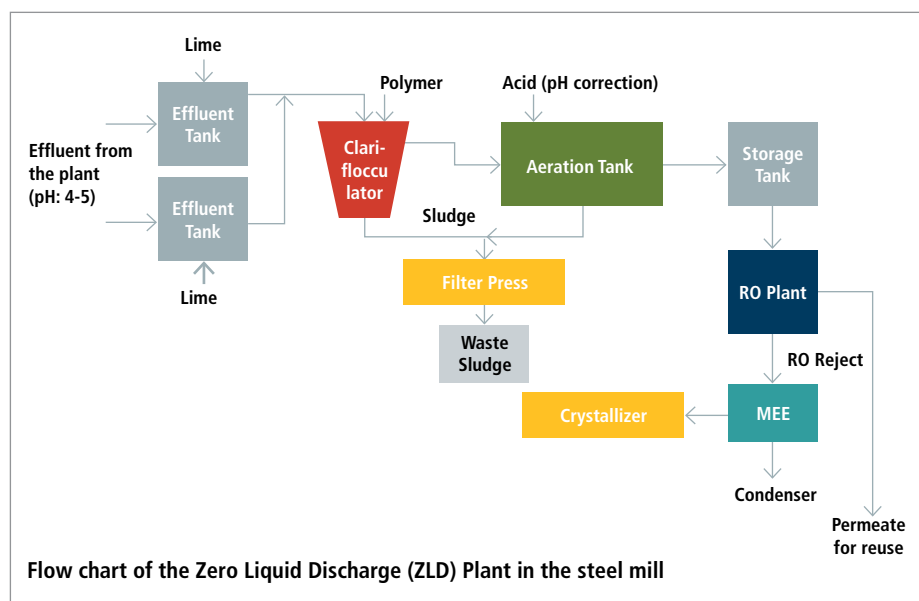 Lime
Polymer
Acid (pH correction)
Effluent
Tank
Effluent from
the plant
(pH: 4-5)
Clari-
floccu
lator
Aeration Tank
Storage
Tank
Effluent
Tank
Sludge
Lime
Filter Press
RO Plant
Waste
Sludge
RO Reject
Crystallizer
MEE
Condenser
Permeate
for reuse
Flow chart of the Zero Liquid Discharge (ZLD) Plant in the steel mill